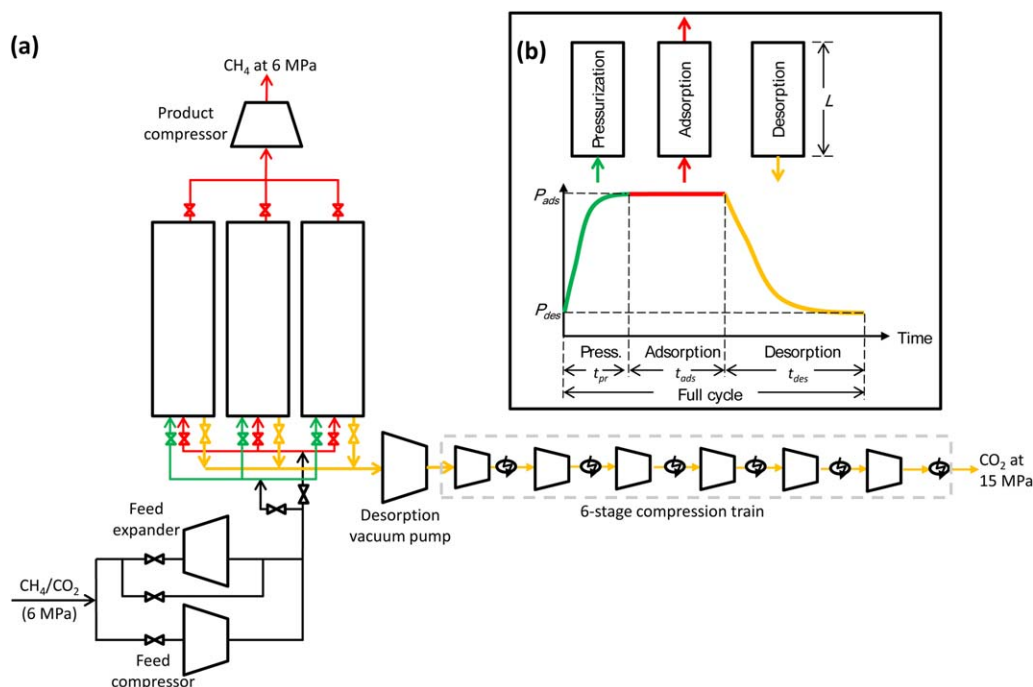 (a)
CH₄ at 6 MPa
Product
compressor
Feed
expander
CH₄/CO₂
(6 MPa)
Feed
compressor
Desorption
vacuum pump
6-stage compression train
CO₂ at
15 MPa
(b)
Pressurization
Adsorption
Desorption
L
Pads
Pdes
Time
Press.
Adsorption
Desorption
tpr
tads
tdes
Full cycle